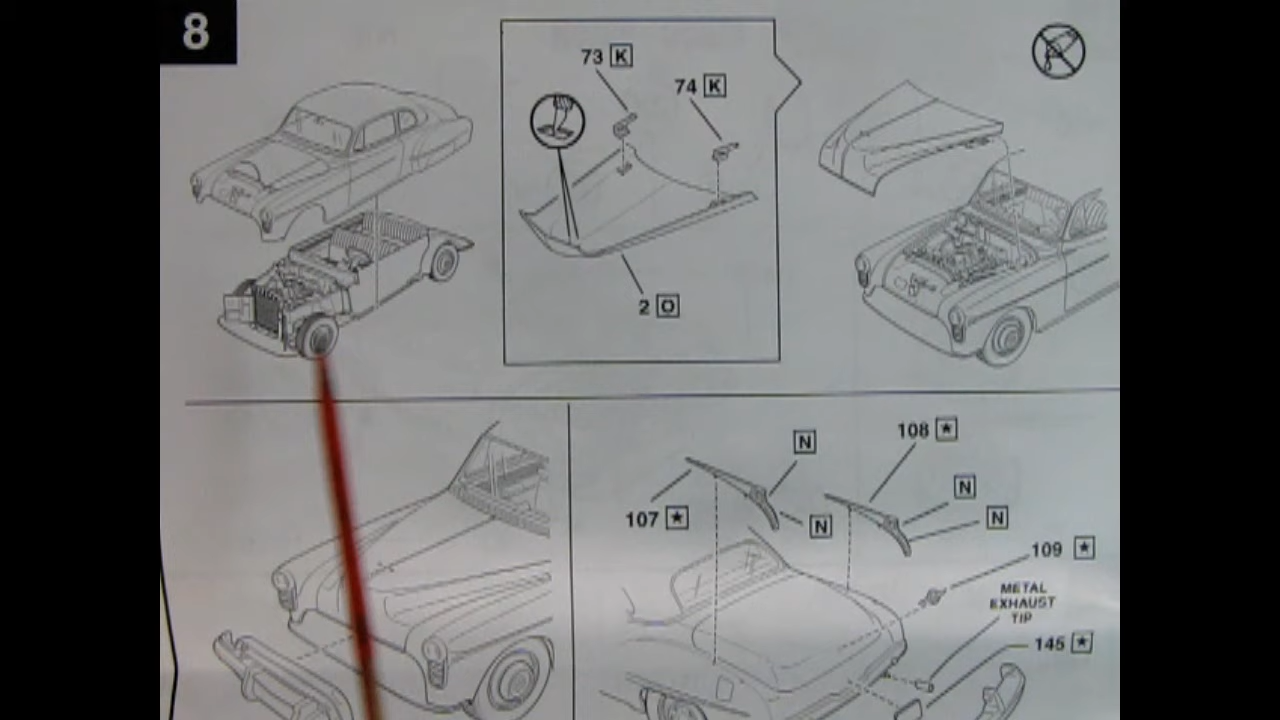 8
73 K
74 K
2 O
108 ★
N
N
107 ★
N
N
109 ★
METAL
EXHAUST
TIP
145 ★